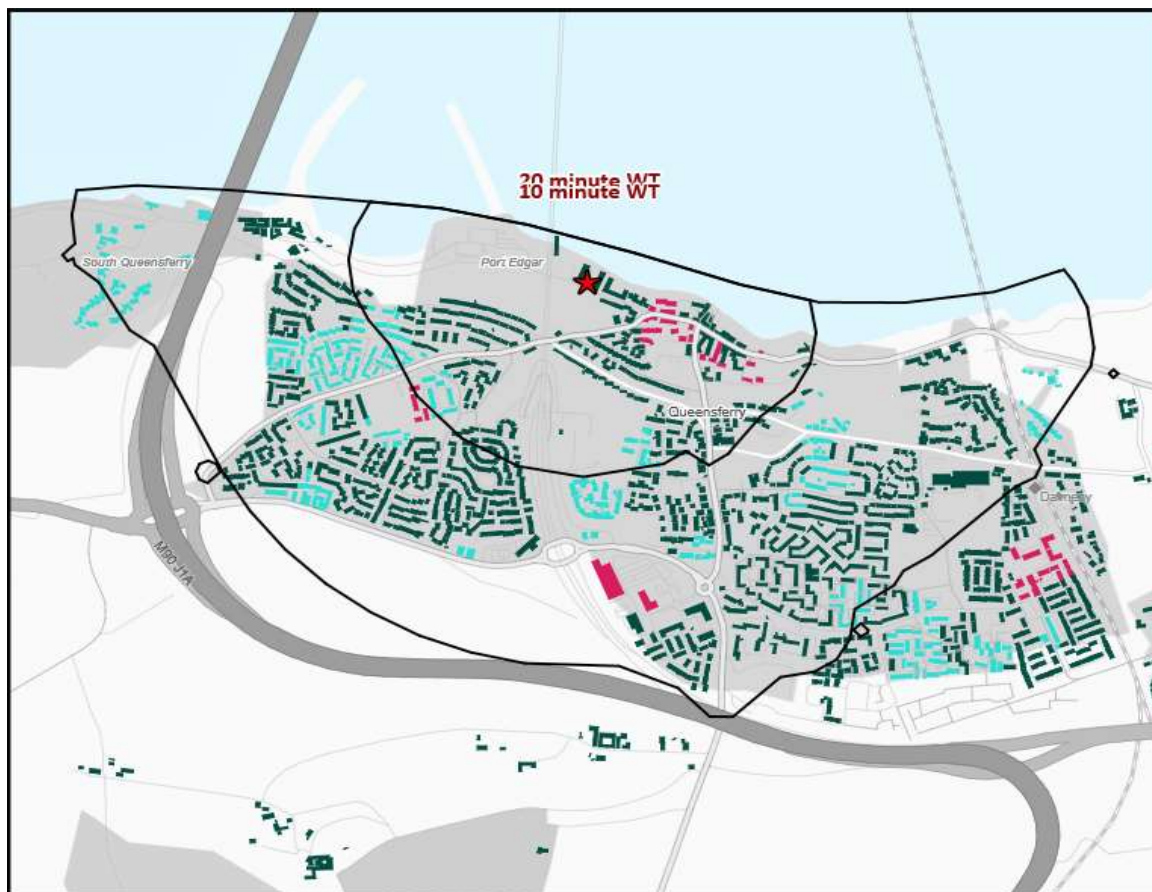 20 minute WT
10 minute WT
South Queensferry
Port Edgar
Queensferry
Dalmeny
M90 J1A